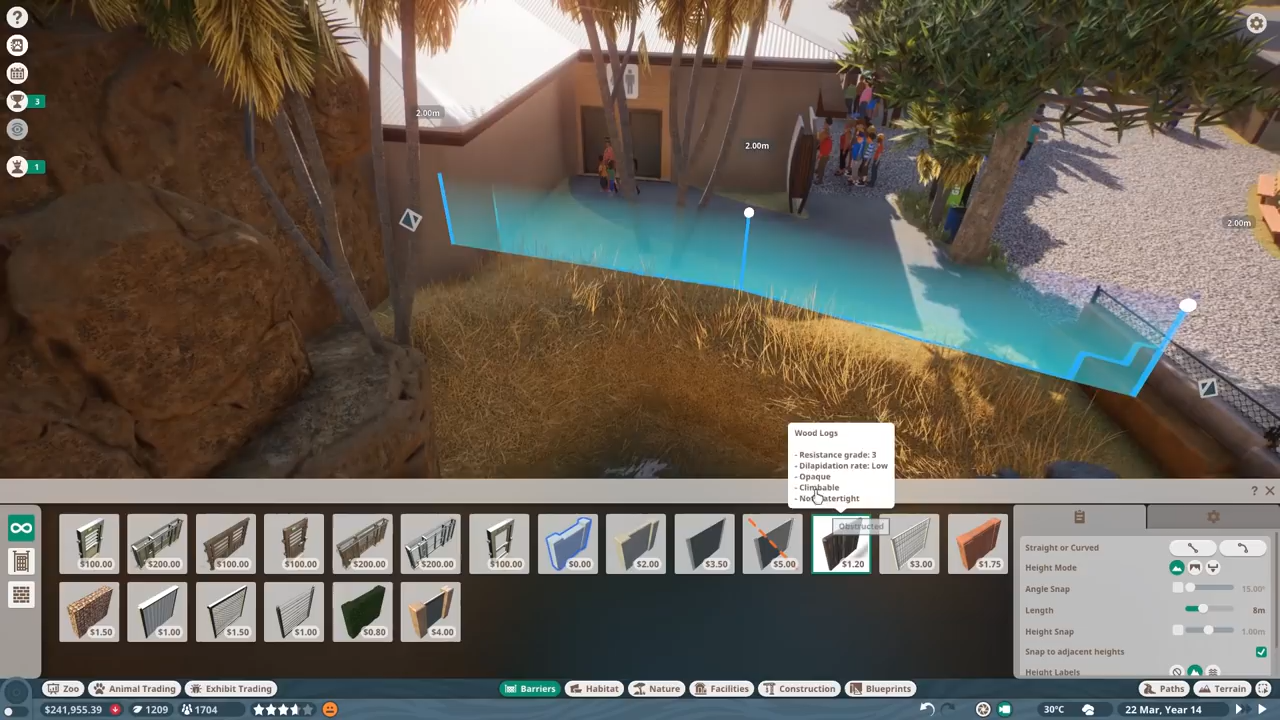 ?
3
1
2.00m
2.00m
2.00m
Wood Logs
- Resistance grade: 3
- Dilapidation rate: Low
- Opaque
- Climbable
- Not watertight
Obstructed
?
$100.00
$200.00
$100.00
$100.00
$200.00
$200.00
$100.00
$0.00
$2.00
$3.50
$5.00
$1.20
$3.00
$1.75
$1.50
$1.00
$1.50
$1.00
$0.80
$4.00
Straight or Curved
Height Mode
Angle Snap 15.00°
Length 8m
Height Snap 1.00m
Snap to adjacent heights
Height Labels
Zoo
Animal Trading
Exhibit Trading
Barriers
Habitat
Nature
Facilities
Construction
Blueprints
Paths
Terrain
$241,955.39
1209
1704
30°C
22 Mar, Year 14